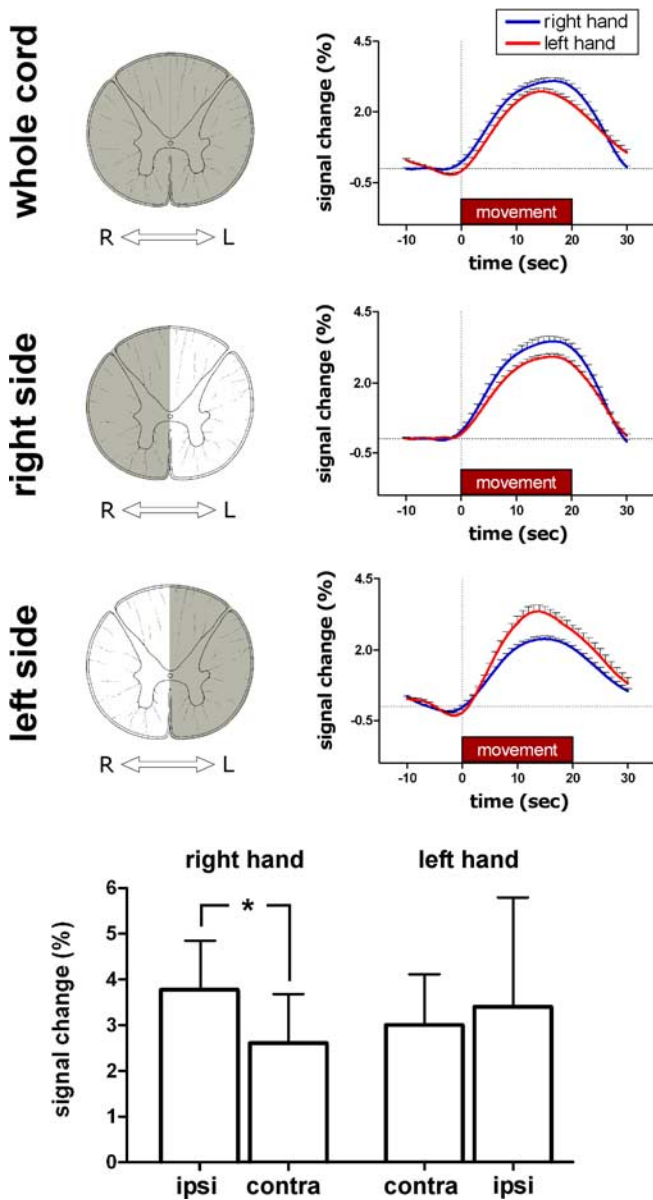 whole cord
R L
signal change (%)
right hand
left hand
4.5
2.0
-0.5
movement
-10 0 10 20 30
time (sec)
right side
R L
signal change (%)
4.5
2.0
-0.5
movement
-10 0 10 20 30
time (sec)
left side
R L
signal change (%)
4.5
2.0
-0.5
movement
-10 0 10 20 30
time (sec)
right hand left hand
signal change (%)
6
5
4
3
2
1
0
*
ipsi contra contra ipsi